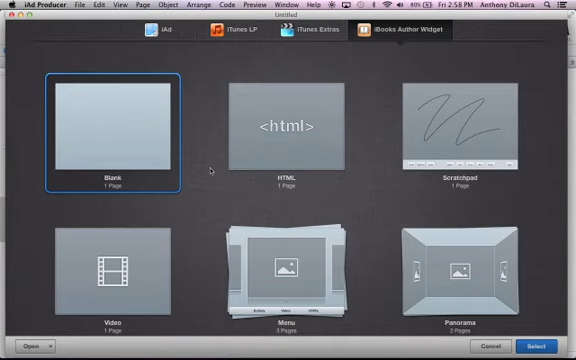 iAd Producer File Edit View Page Object Arrange Code Preview Window Help 80% Fri 2:58 PM Anthony DiLaura
Untitled
iAd iTunes LP iTunes Extras iBooks Author Widget
<html>
Blank HTML Scratchpad
1 Page 1 Page 1 Page
Video Menu Panorama
1 Page 3 Pages 2 Pages
Open Cancel Select